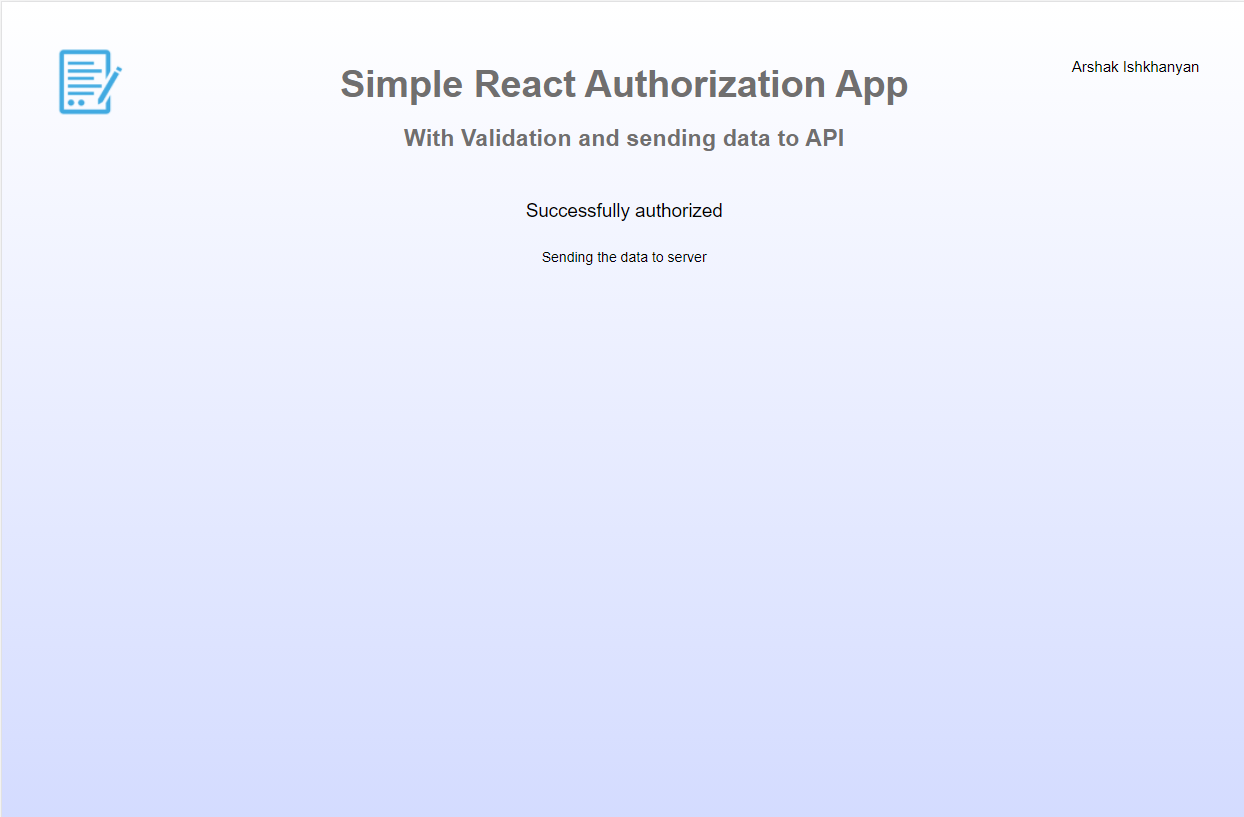 Simple React Authorization App
Arshak Ishkhanyan
With Validation and sending data to API
Successfully authorized
Sending the data to server